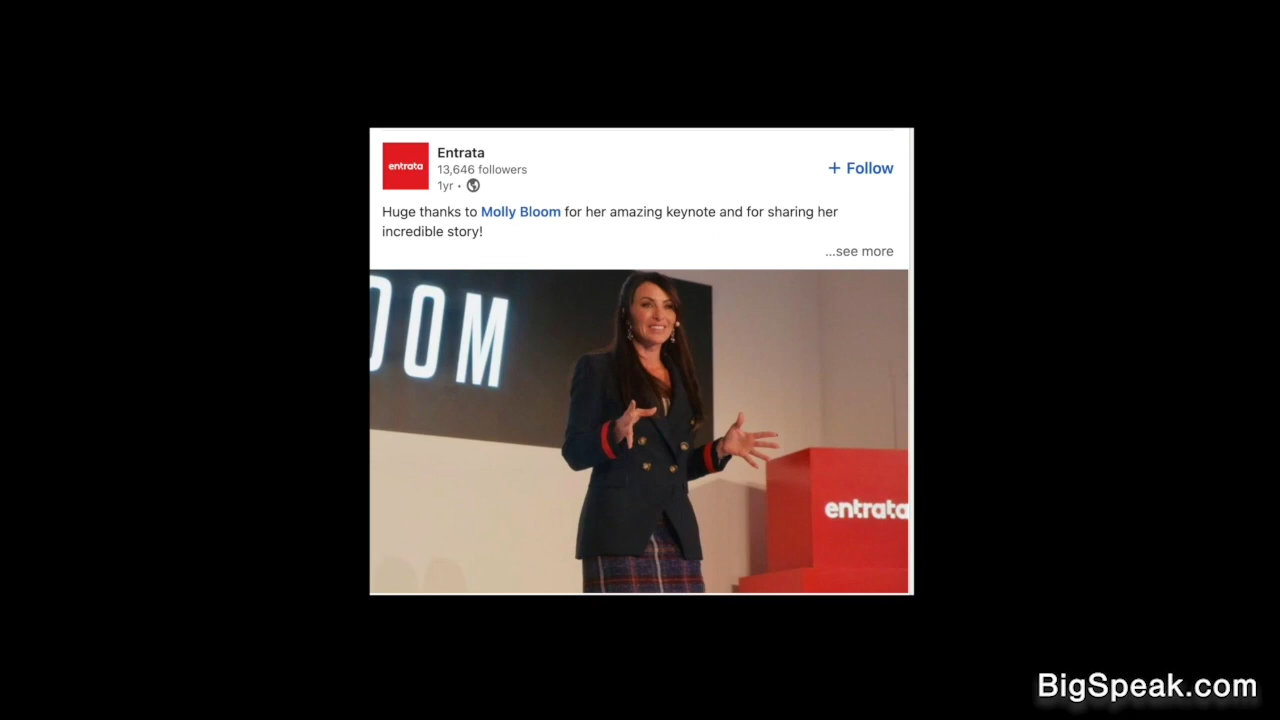 entrata
Entrata
13,646 followers
1yr •
+ Follow
Huge thanks to Molly Bloom for her amazing keynote and for sharing her
incredible story!
...see more
OOM
entrata
BigSpeak.com